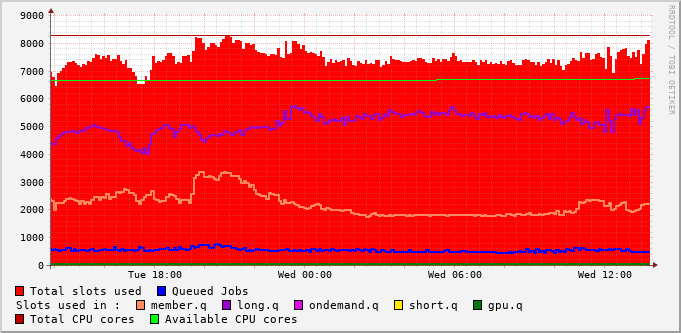 9000
8000
7000
6000
5000
4000
3000
2000
1000
0
Tue 18:00 Wed 00:00 Wed 06:00 Wed 12:00
RRDTOOL / TOBI OETIKER
Total slots used Queued Jobs
Slots used in : member.q long.q ondemand.q short.q gpu.q
Total CPU cores Available CPU cores